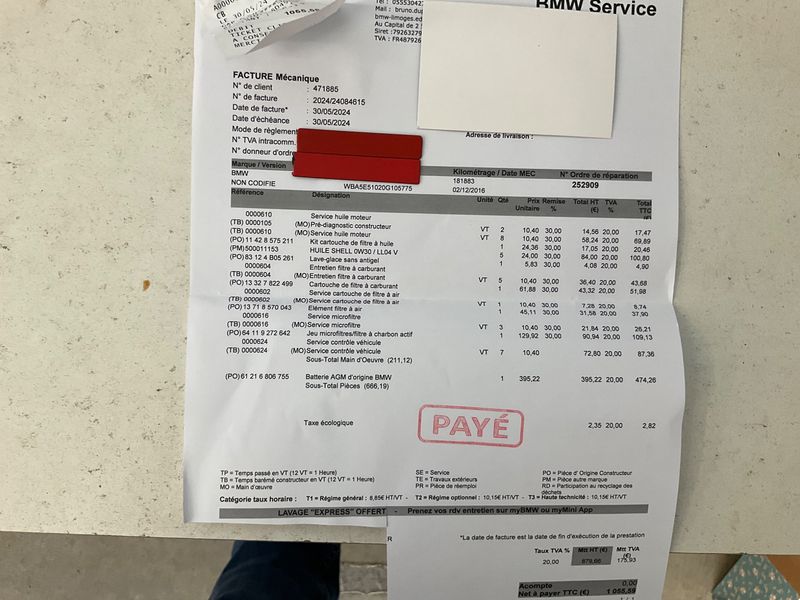 BMW Service
FACTURE Mécanique
N° de client : 471885
N° de facture : 2024/24084615
Date de facture* : 30/05/2024
Date d'échéance : 30/05/2024
Mode de règlement
N° TVA intracomm.
N° donneur d'ordre
Adresse de livraison :
Marque / Version Kilométrage / Date MEC N° Ordre de réparation
BMW 181883 252909
NON CODIFIE WBA5E51020G105775 02/12/2016
Référence Désignation Unité Qté Prix Unitaire Remise % Total HT (€) TVA % Total TTC (€)
0000610 Service huile moteur
(TB) 0000105 (MO)Pré-diagnostic constructeur VT 2 10,40 30,00 14,56 20,00 17,47
(TB) 0000610 (MO)Service huile moteur VT 8 10,40 30,00 58,24 20,00 69,89
(PO) 11 42 8 575 211 Kit cartouche de filtre à huile 1 24,36 30,00 17,05 20,00 20,46
(PM) 500011153 HUILE SHELL 0W30 / LL04 V 5 24,00 30,00 84,00 20,00 100,80
(PO) 83 12 4 B05 261 Lave-glace sans antigel 1 5,83 30,00 4,08 20,00 4,90
0000604 Entretien filtre à carburant
(TB) 0000604 (MO)Entretien filtre à carburant VT 5 10,40 30,00 36,40 20,00 43,68
(PO) 13 32 7 822 499 Cartouche de filtre à carburant 1 61,88 30,00 43,32 20,00 51,98
0000602 Service cartouche de filtre à air
(TB) 0000602 (MO)Service cartouche de filtre à air VT 1 10,40 30,00 7,28 20,00 8,74
(PO) 13 71 8 570 043 Elément filtre à air 1 45,11 30,00 31,58 20,00 37,90
0000616 Service microfiltre
(TB) 0000616 (MO)Service microfiltre VT 3 10,40 30,00 21,84 20,00 26,21
(PO) 64 11 9 272 642 Jeu microfiltres/filtre à charbon actif 1 129,92 30,00 90,94 20,00 109,13
0000624 Service contrôle véhicule
(TB) 0000624 (MO)Service contrôle véhicule VT 7 10,40 72,80 20,00 87,36
Sous-Total Main d'Oeuvre (211,12)
(PO) 61 21 6 806 755 Batterie AGM d'origine BMW 1 395,22 395,22 20,00 474,26
Sous-Total Pièces (666,19)
Taxe écologique 2,35 20,00 2,82
PAYÉ
TP = Temps passé en VT (12 VT = 1 Heure) SE = Service PO = Pièce d' Origine Constructeur
TB = Temps barémé constructeur en VT (12 VT = 1 Heure) TE = Travaux extérieurs PM = Pièce autre marque
MO = Main d'œuvre PR = Pièce de réemploi RD = Participation au recyclage des déchets
Catégorie taux horaire : T1 = Régime général : 8,85€ HT/VT - T2 = Régime optionnel : 10,15€ HT/VT - T3 = Haute technicité : 10,15€ HT/VT
LAVAGE "EXPRESS" OFFERT - Prenez vos rdv entretien sur myBMW ou myMini App
*La date de facture est la date de fin d'exécution de la prestation
Taux TVA % Mtt HT (€) Mtt TVA (€)
20,00 879,66 175,93
Acompte 0,00
Net à payer TTC (€) 1 055,59